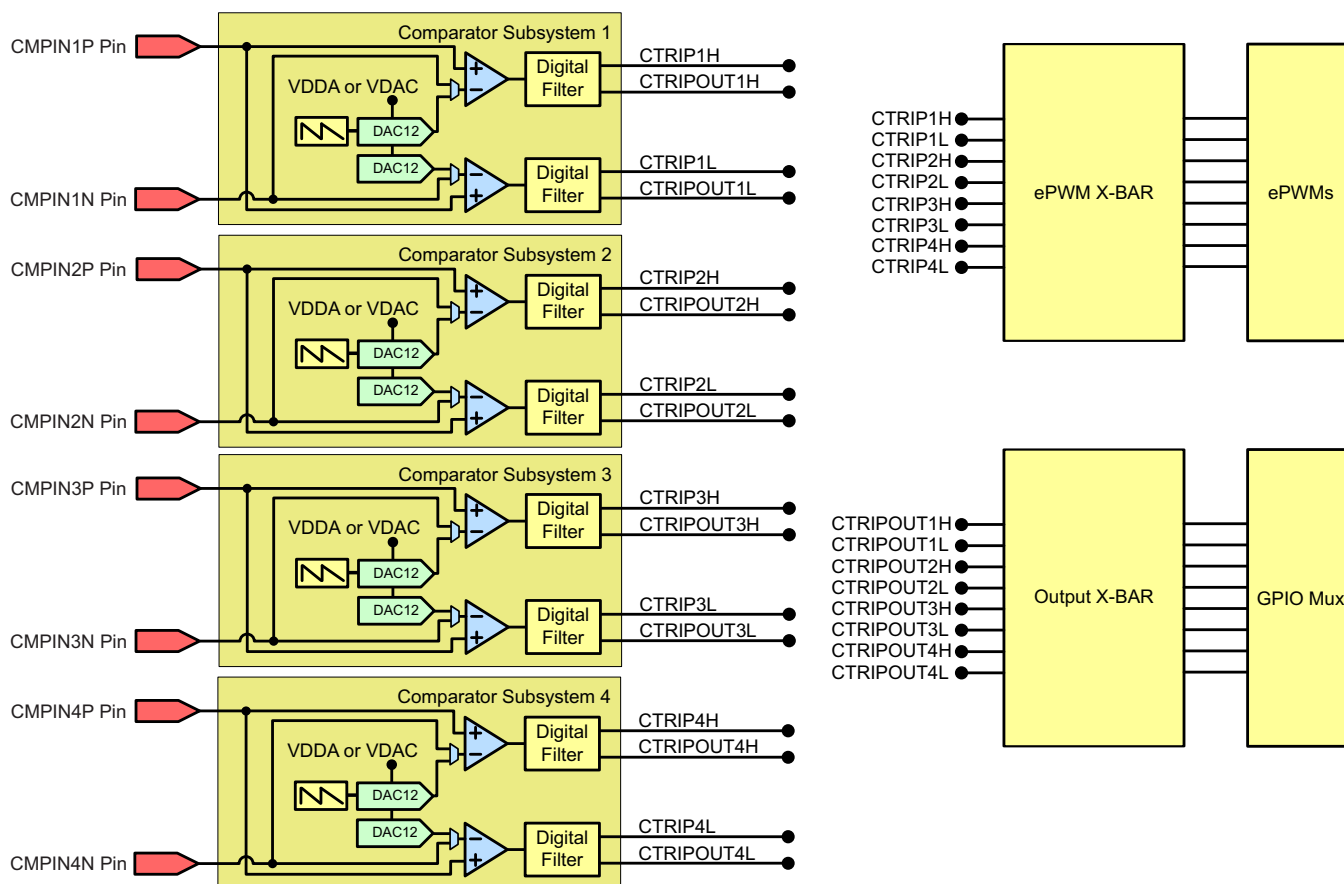 Comparator Subsystem 1
CMPIN1P Pin
VDDA or VDAC
DAC12
DAC12
Digital
Filter
CTRIP1H
CTRIPOUT1H
Digital
Filter
CTRIP1L
CTRIPOUT1L
CMPIN1N Pin
Comparator Subsystem 2
CMPIN2P Pin
VDDA or VDAC
DAC12
DAC12
Digital
Filter
CTRIP2H
CTRIPOUT2H
Digital
Filter
CTRIP2L
CTRIPOUT2L
CMPIN2N Pin
Comparator Subsystem 3
CMPIN3P Pin
VDDA or VDAC
DAC12
DAC12
Digital
Filter
CTRIP3H
CTRIPOUT3H
Digital
Filter
CTRIP3L
CTRIPOUT3L
CMPIN3N Pin
Comparator Subsystem 4
CMPIN4P Pin
VDDA or VDAC
DAC12
DAC12
Digital
Filter
CTRIP4H
CTRIPOUT4H
Digital
Filter
CTRIP4L
CTRIPOUT4L
CMPIN4N Pin
CTRIP1H
CTRIP1L
CTRIP2H
CTRIP2L
CTRIP3H
CTRIP3L
CTRIP4H
CTRIP4L
ePWM X-BAR
ePWMs
CTRIPOUT1H
CTRIPOUT1L
CTRIPOUT2H
CTRIPOUT2L
CTRIPOUT3H
CTRIPOUT3L
CTRIPOUT4H
CTRIPOUT4L
Output X-BAR
GPIO Mux